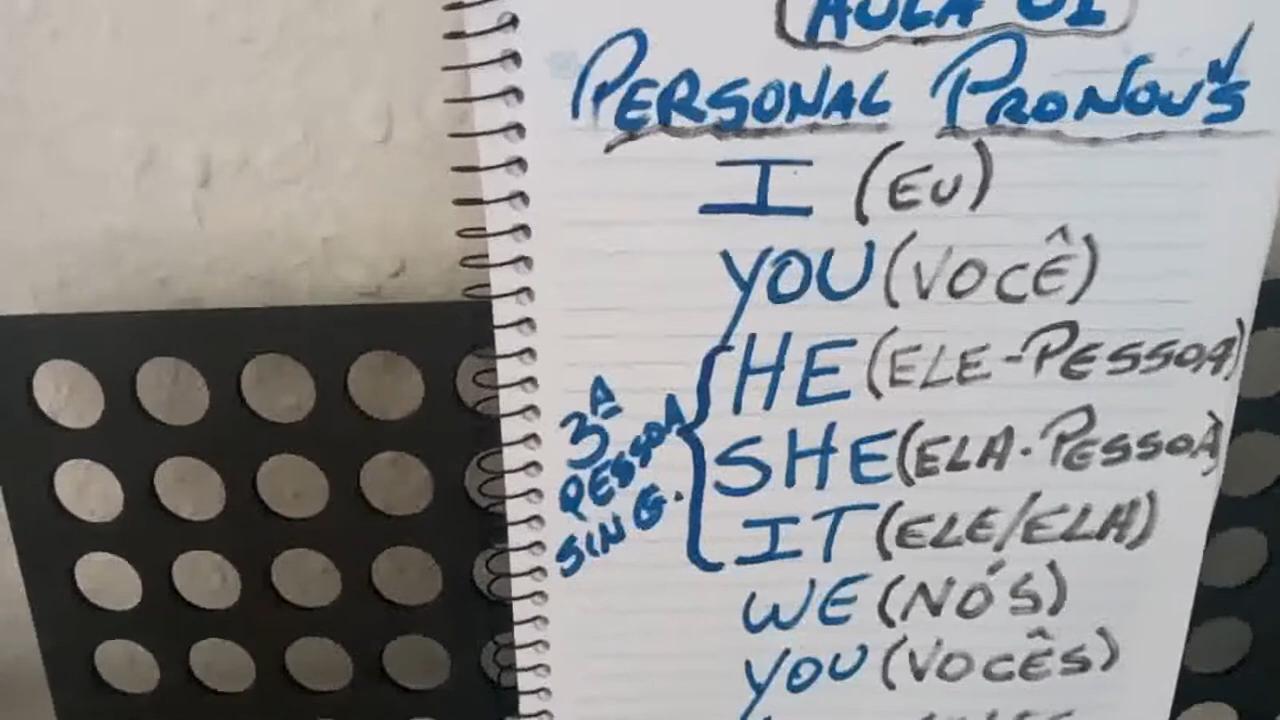 AULA 01
PERSONAL PRONOUNS
I (EU)
YOU (VOCÊ)
HE (ELE-PESSOA)
SHE (ELA-PESSOA)
IT (ELE/ELA)
3ª PESSOA SING.
WE (NÓS)
YOU (VOCÊS)